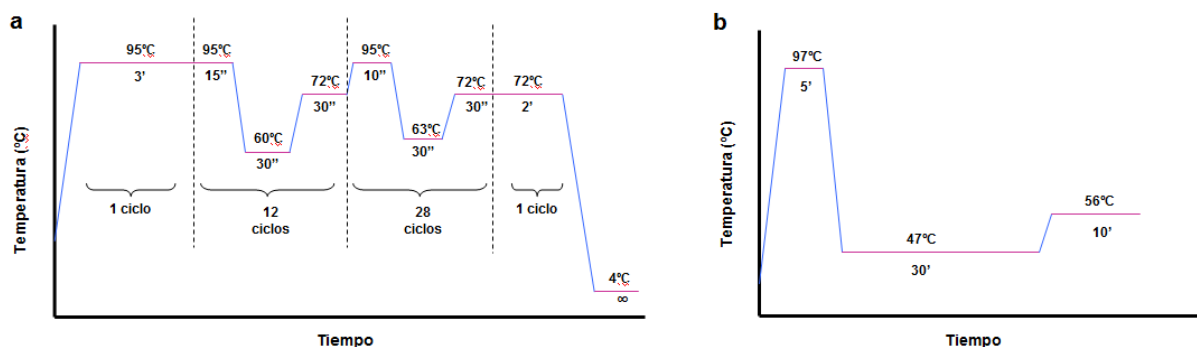 a
95ºC
95ºC
95ºC
3’
15’’
10’’
72ºC
72ºC
72ºC
30’’
30’’
2’
60ºC
63ºC
30’’
30’’
1 ciclo
12
ciclos
28
ciclos
1 ciclo
4ºC
∞
Temperatura (ºC)
Tiempo
b
97ºC
5’
56ºC
10’
47ºC
30’
Temperatura (ºC)
Tiempo